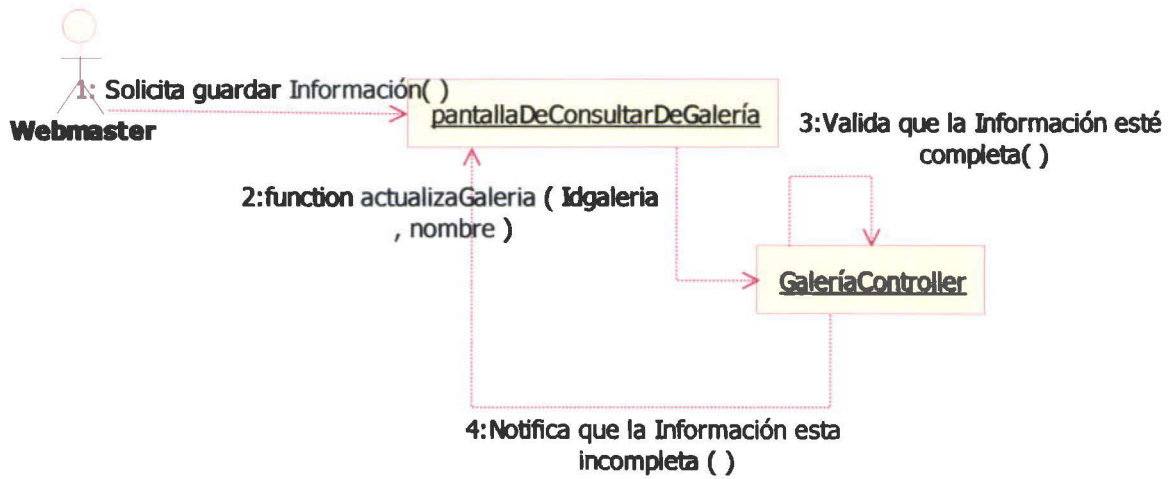 1: Solicita guardar Información( )
Webmaster
pantallaDeConsultarDeGalería
2:function actualizaGaleria ( Idgaleria
, nombre )
3:Valida que la Información esté
completa( )
GaleríaController
4:Notifica que la Información esta
incompleta ( )